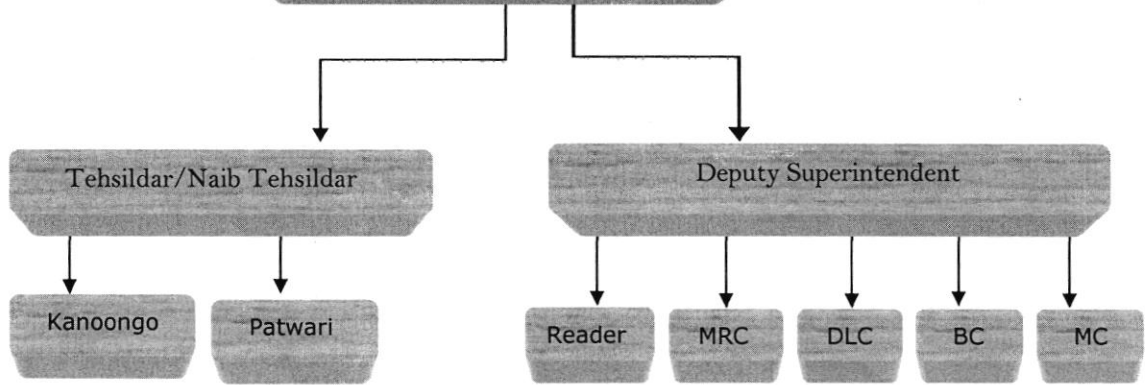 Tehsildar/Naib Tehsildar
Deputy Superintendent
Kanoongo
Patwari
Reader
MRC
DLC
BC
MC